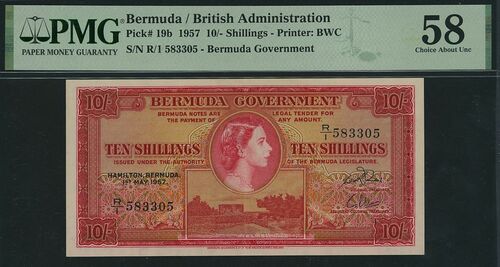 PMG
PAPER MONEY GUARANTY
Bermuda / British Administration
Pick# 19b 1957 10/- Shillings - Printer: BWC
S/N R/1 583305 - Bermuda Government
58
Choice About Unc
10/-
10/-
BERMUDA GOVERNMENT
BERMUDA NOTES ARE LEGAL TENDER FOR
THE PAYMENT OF ANY AMOUNT.
R/1 583305
TEN SHILLINGS TEN SHILLINGS
ISSUED UNDER THE AUTHORITY OF THE BERMUDA LEGISLATURE.
HAMILTON, BERMUDA.
1ST MAY 1957.
R/1 583305
10/-
10/-